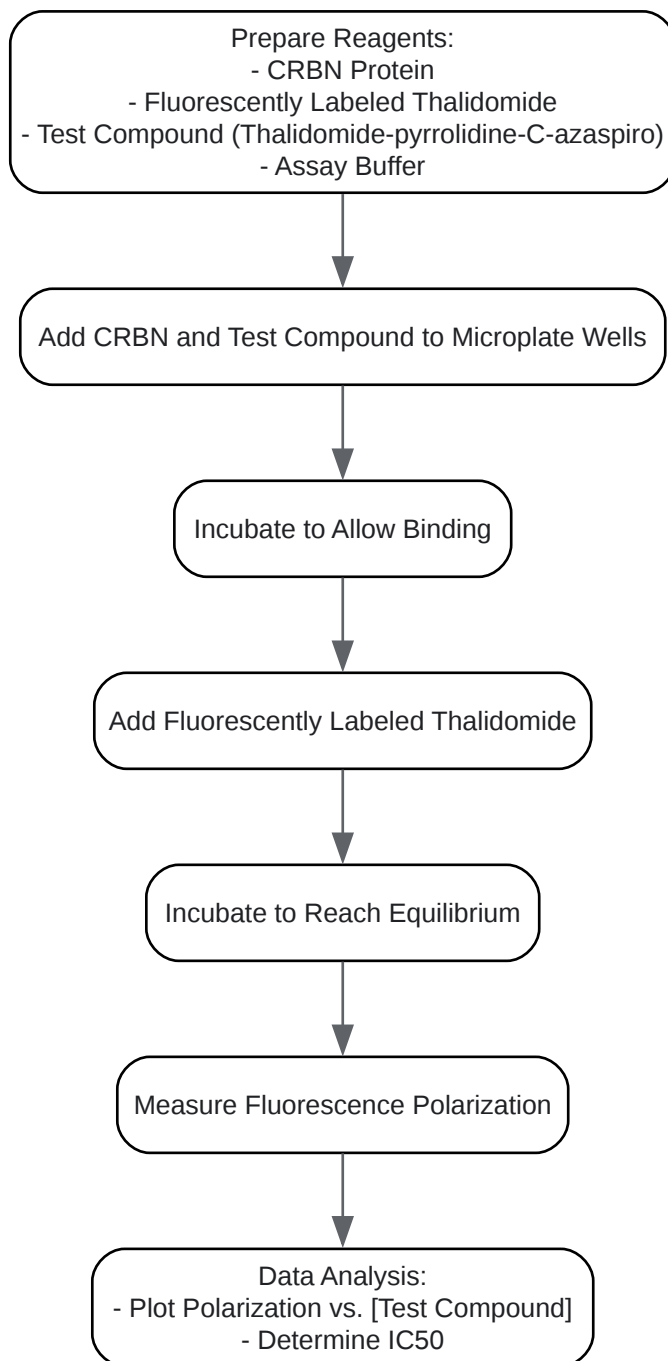 Prepare Reagents:
- CRBN Protein
- Fluorescently Labeled Thalidomide
- Test Compound (Thalidomide-pyrrolidine-C-azaspiro)
- Assay Buffer
Add CRBN and Test Compound to Microplate Wells
Incubate to Allow Binding
Add Fluorescently Labeled Thalidomide
Incubate to Reach Equilibrium
Measure Fluorescence Polarization
Data Analysis:
- Plot Polarization vs. [Test Compound]
- Determine IC50